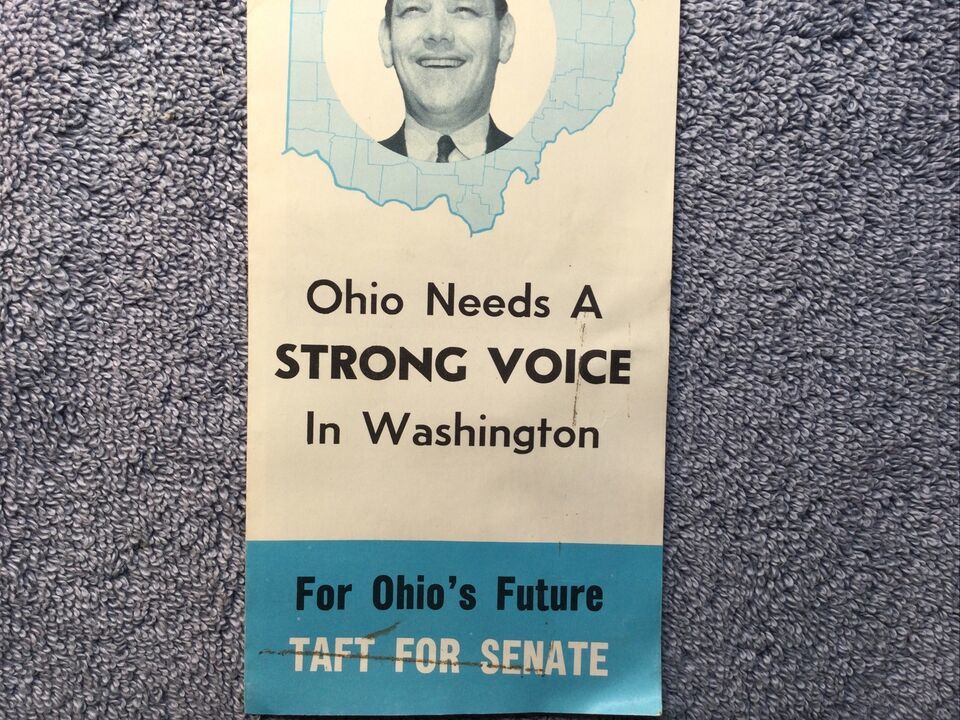 Ohio Needs A
STRONG VOICE
In Washington
For Ohio's Future
TAFT FOR SENATE